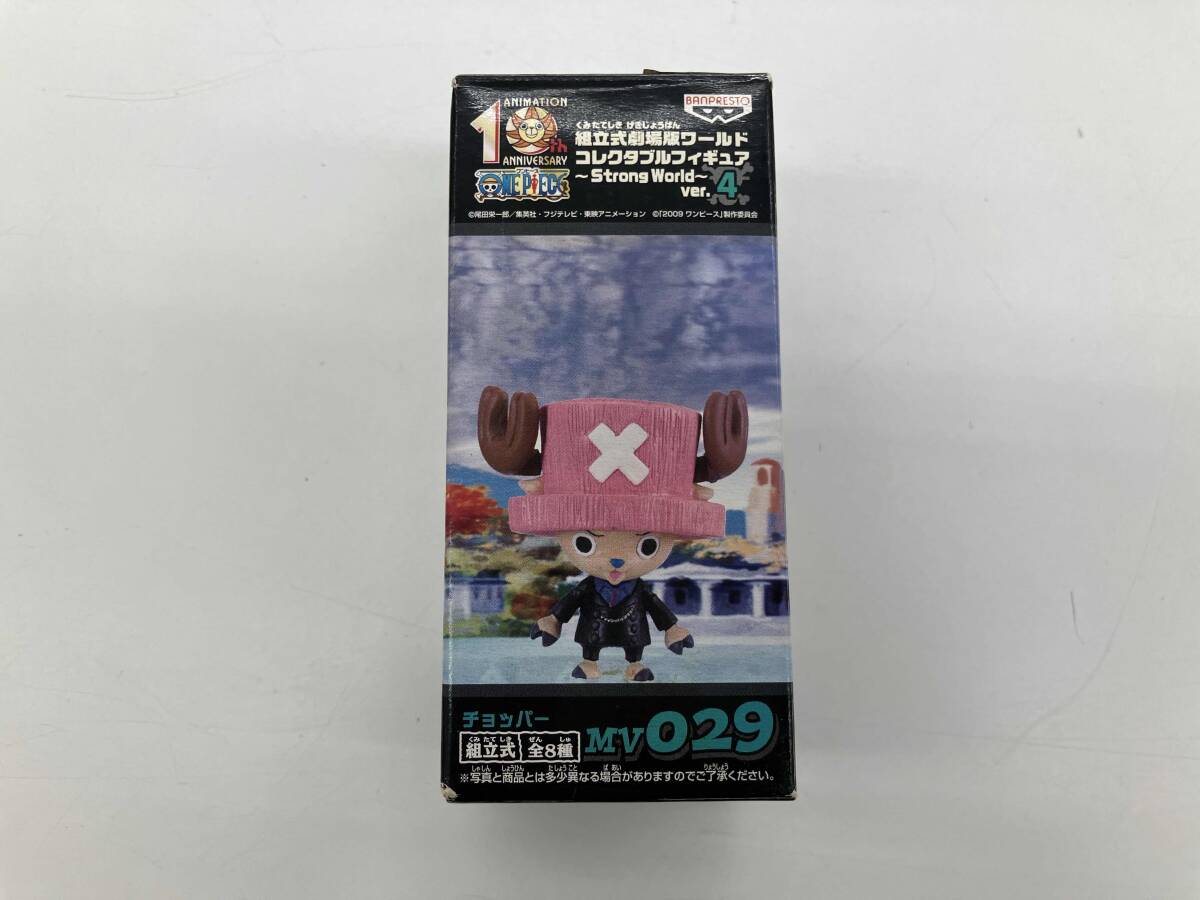 ANIMATION
10th
ANNIVERSARY
ワンピース
ONE PIECE
BANPRESTO
くみたてしき げきじょうばん
組立式劇場版ワールド
コレクタブルフィギュア
～Strong World～
ver.4
©尾田栄一郎／集英社・フジテレビ・東映アニメーション ©「2009 ワンピース」製作委員会
チョッパー
くみ たて しき ぜん しゅ
組立式 全8種 MV029
しゃしん しょうひん たしょうこと ばあい りょうしょう
※写真と商品とは多少異なる場合がありますのでご了承ください。